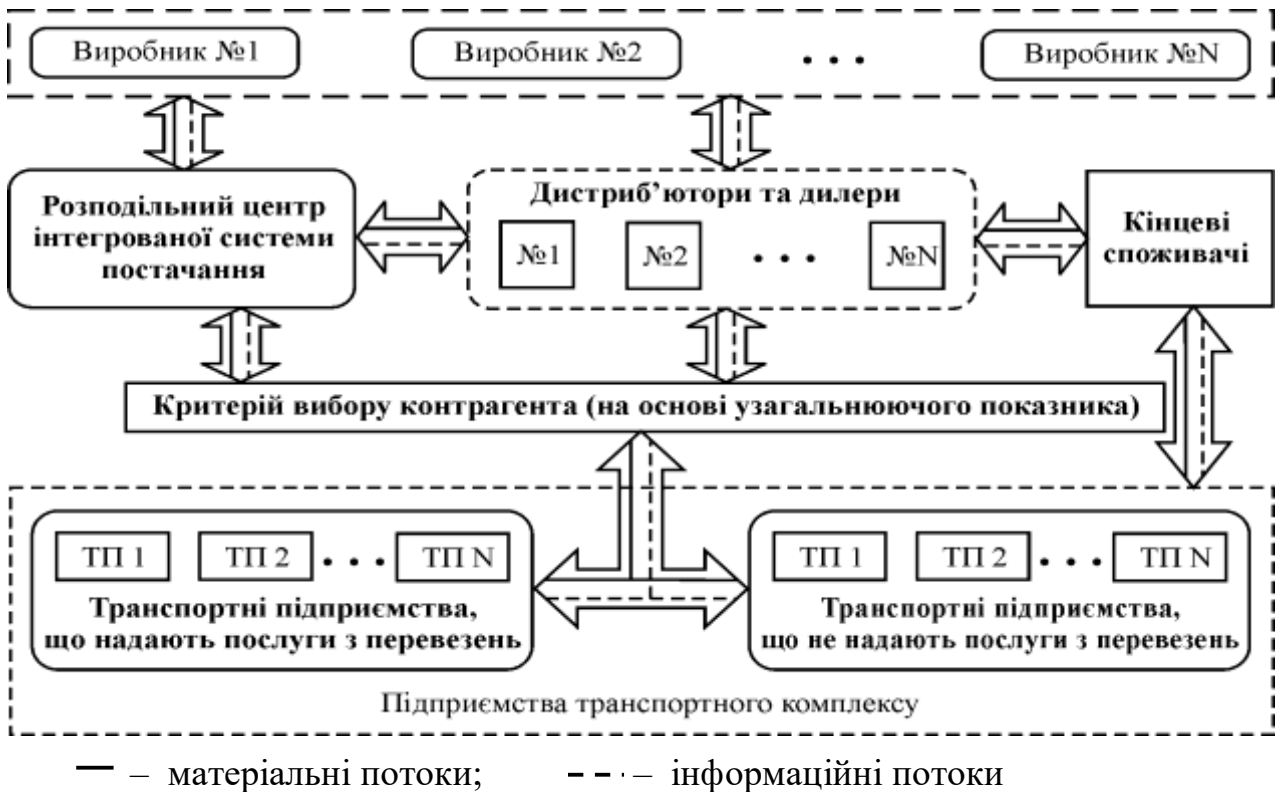 Виробник №1 Виробник №2 . . . Виробник №N
Розподільний центр
інтегрованої системи
постачання
Дистриб’ютори та дилери
№1 №2 . . . №N
Кінцеві
споживачі
Критерій вибору контрагента (на основі узагальнюючого показника)
ТП 1 ТП 2 . . . ТП N
Транспортні підприємства,
що надають послуги з перевезень
ТП 1 ТП 2 . . . ТП N
Транспортні підприємства,
що не надають послуги з перевезень
Підприємства транспортного комплексу
– матеріальні потоки; – інформаційні потоки